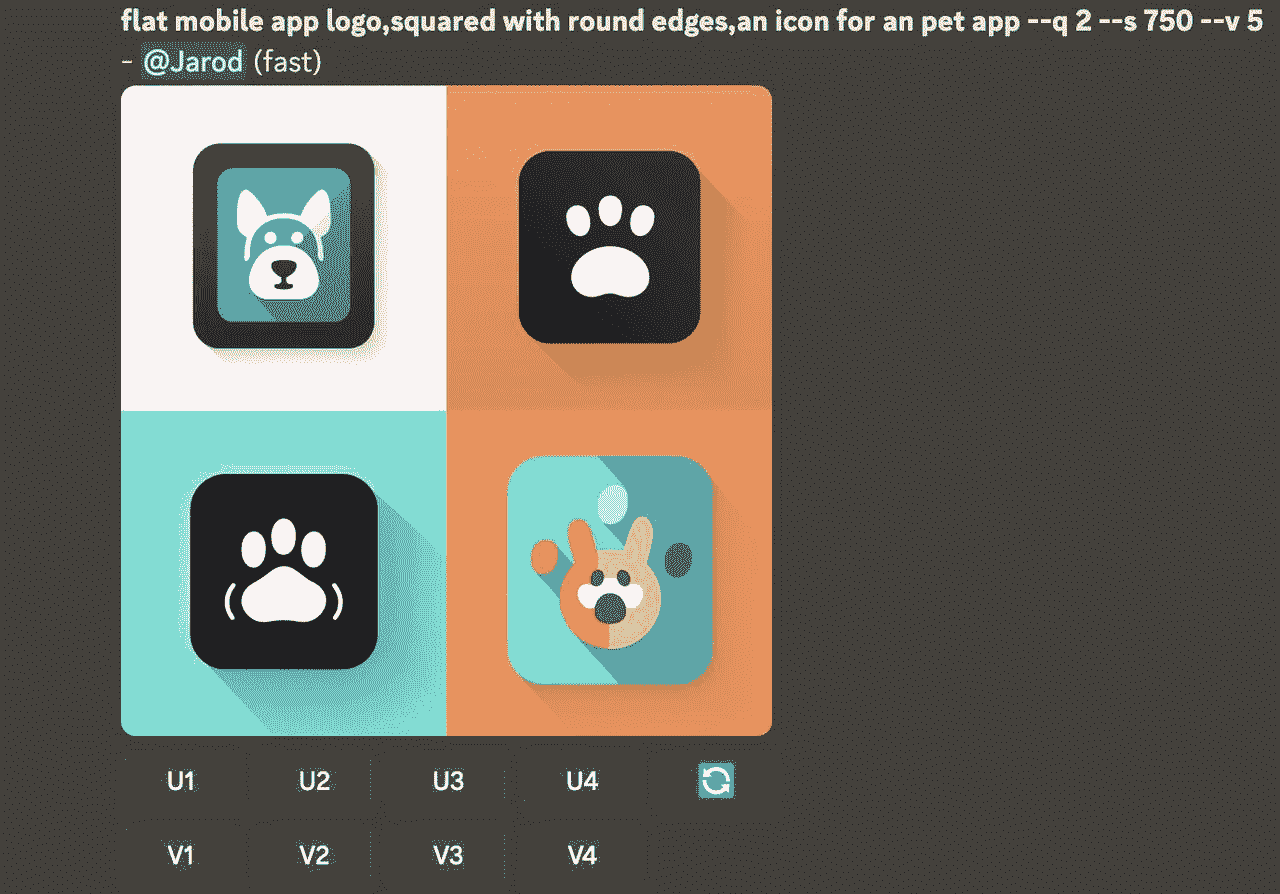 flat mobile app logo,squared with round edges,an icon for an pet app --q 2 --s 750 --v 5
- @Jarod (fast)
U1 U2 U3 U4
V1 V2 V3 V4